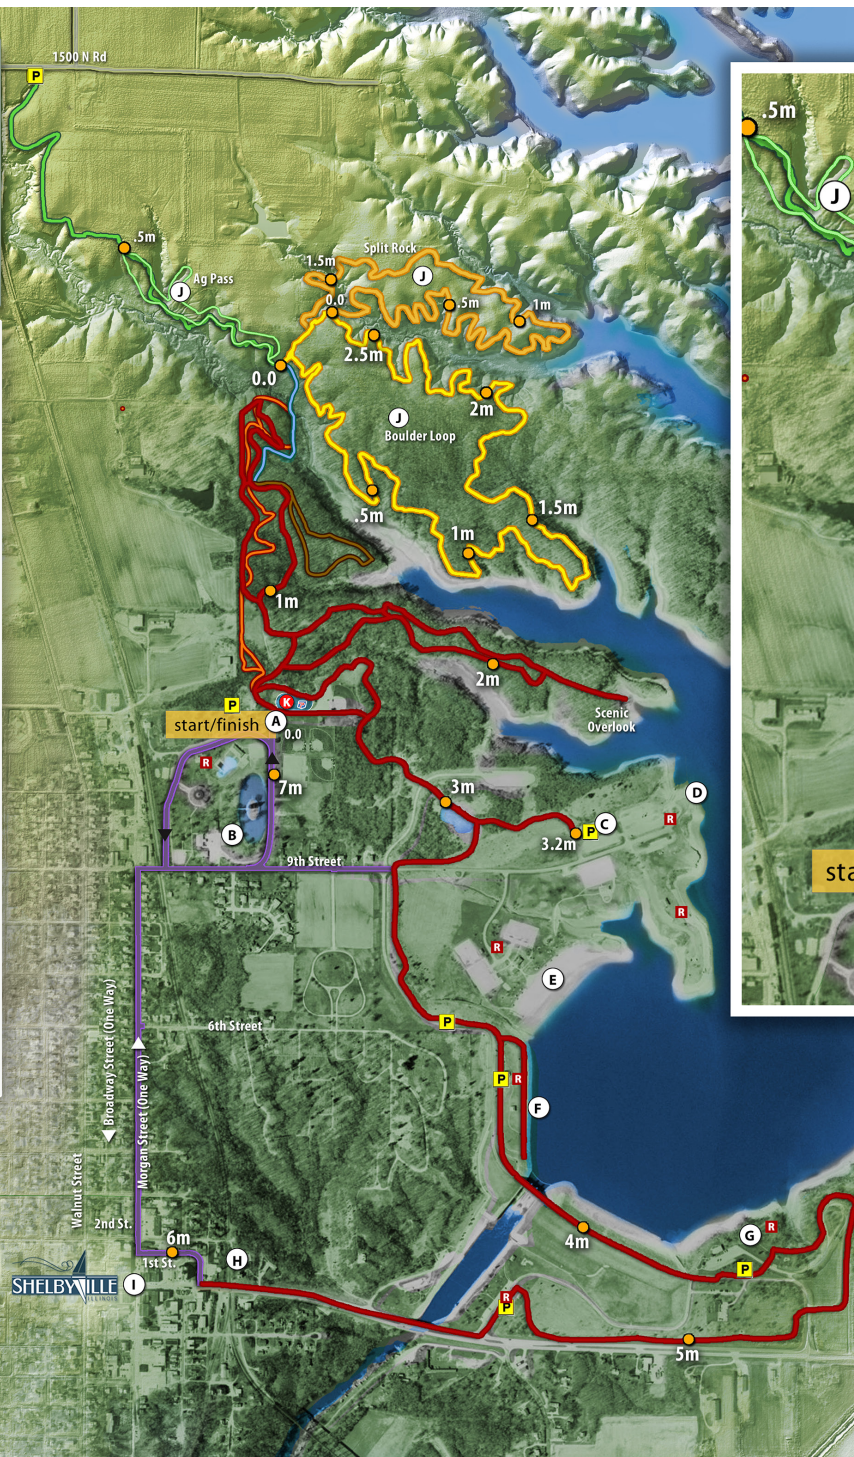 1500 N Rd
P
.5m
Ag Pass
J
0.0
Split Rock
1.5m
J
0.0
.5m
1m
2.5m
2m
J
Boulder Loop
.5m
1.5m
1m
1m
2m
Scenic
Overlook
P
K
start/finish
A
0.0
R
7m
B
3m
D
R
P
C
3.2m
9th Street
R
R
E
P
6th Street
P
R
F
Broadway Street (One Way)
Morgan Street (One Way)
Walnut Street
2nd St.
6m
1st St.
H
SHELBYVILLE
ILLINOIS
I
4m
G
R
P
R
P
5m
.5m
J
sta